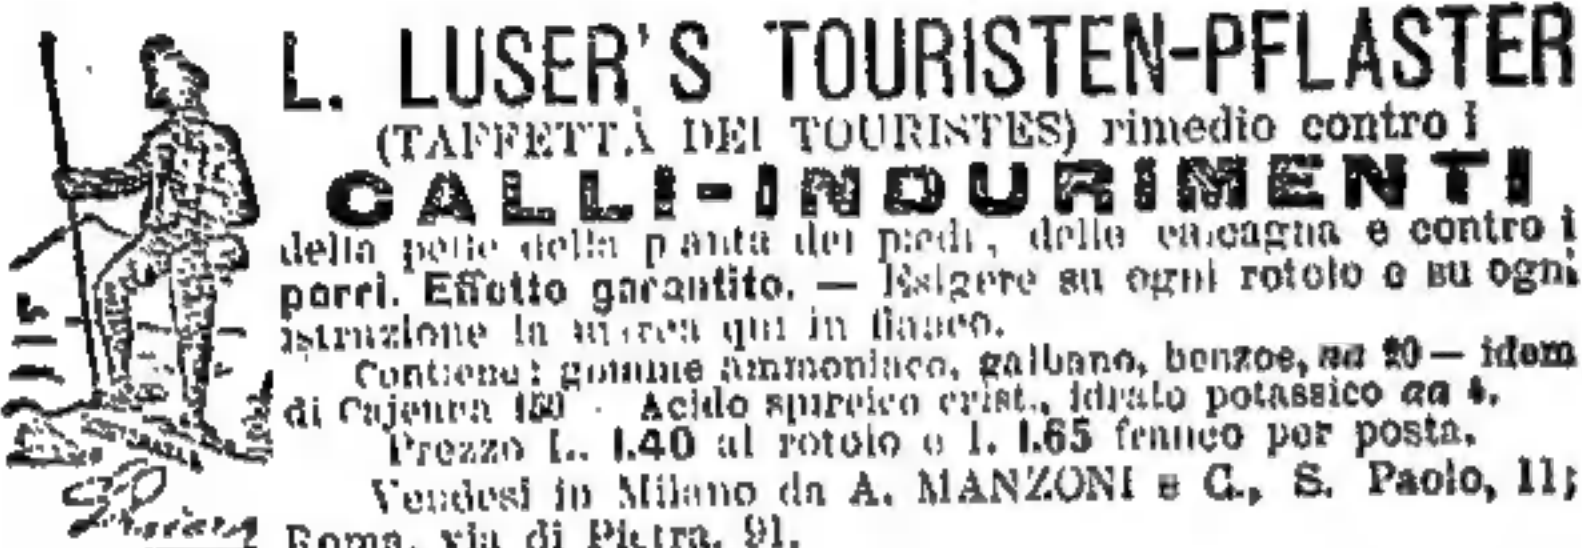 L. LUSER'S TOURISTEN-PFLASTER
(TAFFETTÀ DEI TOURISTES) rimedio contro i
CALLI-INDURIMENTI
della pelle della pianta dei piedi, delle calcagna e contro i
porri. Effetto garantito. — Esigere su ogni rotolo e su ogni
istruzione la marca qui in fianco.
Contiene: gomme ammoniaco, galbano, benzoe, aa 20 — idem
di Cajenna 150 - Acido spireico crist., idrato potassico aa 4.
Prezzo L. 1.40 al rotolo e l. 1.65 franco per posta.
Vendesi in Milano da A. MANZONI e C., S. Paolo, 11;
Roma, via di Pietra, 91.